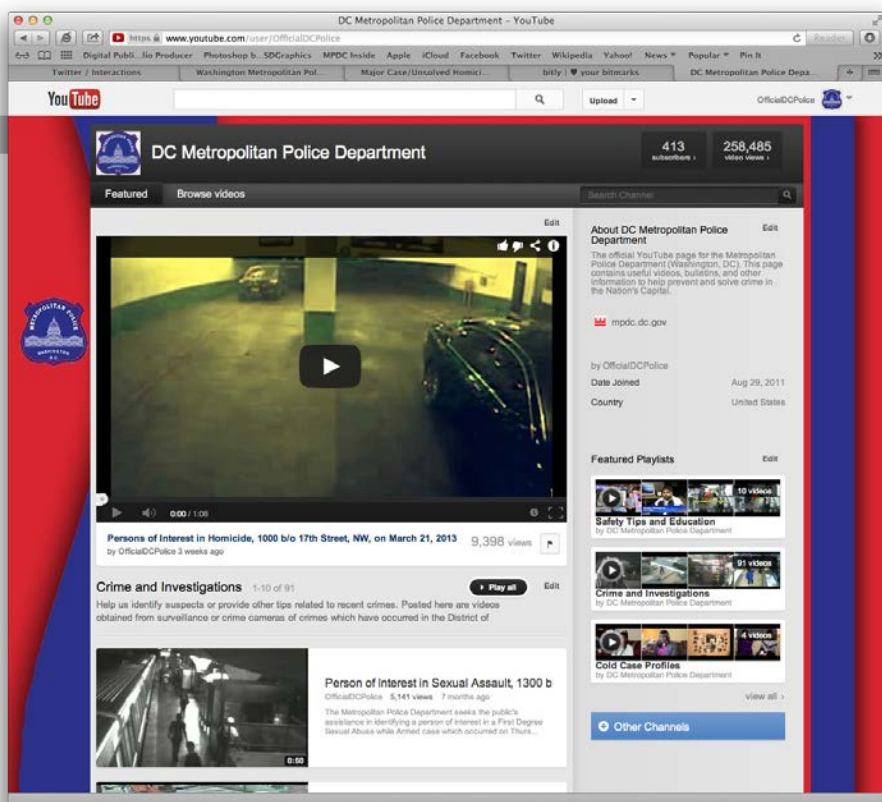 DC Metropolitan Police Department - YouTube
https www.youtube.com/user/OfficialDCPolice
Reader
Digital Publi...lio Producer Photoshop b...SDGraphics MPDC Inside Apple iCloud Facebook Twitter Wikipedia Yahoo! News Popular Pin It
Twitter / Interactions Washington Metropolitan Pol... Major Case/Unsolved Homici... bitly | ♥ your bitmarks DC Metropolitan Police Depa...
YouTube
Upload
OfficialDCPolice
DC Metropolitan Police Department
413
subscribers ›
258,485
video views ›
Featured Browse videos
Search Channel
Edit
0:00 / 1:06
Persons of Interest in Homicide, 1000 b/o 17th Street, NW, on March 21, 2013
by OfficialDCPolice 3 weeks ago
9,398 views
Crime and Investigations 1-10 of 91
Play all
Edit
Help us identify suspects or provide other tips related to recent crimes. Posted here are videos
obtained from surveillance or crime cameras of crimes which have occurred in the District of
0:50
Person of Interest in Sexual Assault, 1300 b
OfficialDCPolice 5,141 views 7 months ago
The Metropolitan Police Department seeks the public's
assistance in identifying a person of interest in a First Degree
Sexual Abuse while Armed case which occurred on Thurs...
About DC Metropolitan Police
Department
Edit
The official YouTube page for the Metropolitan
Police Department (Washington, DC). This page
contains useful videos, bulletins, and other
information to help prevent and solve crime in
the Nation's Capital.
mpdc.dc.gov
by OfficialDCPolice
Date Joined Aug 29, 2011
Country United States
Featured Playlists Edit
10 videos
Safety Tips and Education
by DC Metropolitan Police Department
91 videos
Crime and Investigations
by DC Metropolitan Police Department
4 videos
Cold Case Profiles
by DC Metropolitan Police Department
view all ›
Other Channels
METROPOLITAN POLICE
WASHINGTON
D.C.